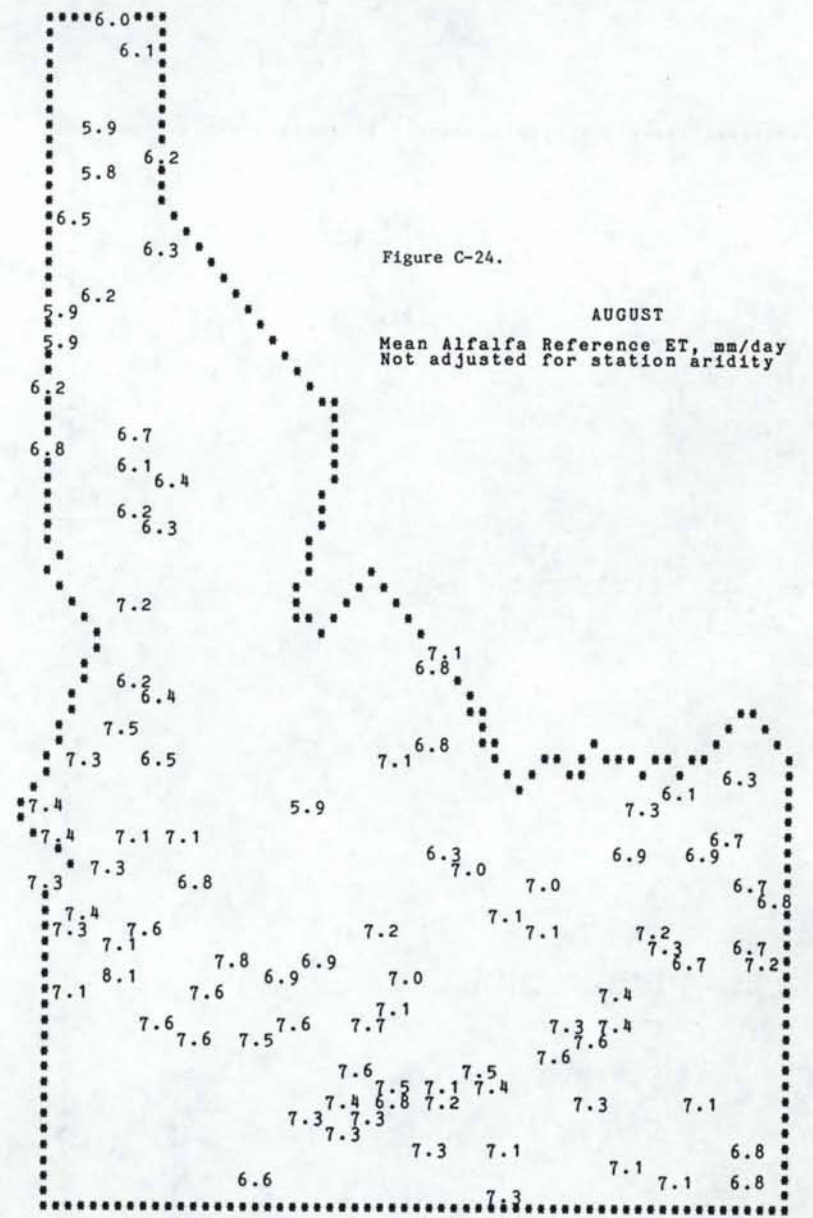 6.0
6.1
5.9
6.2
5.8
6.5
6.3
Figure C-24.
6.2
5.9
AUGUST
5.9
Mean Alfalfa Reference ET, mm/day
Not adjusted for station aridity
6.2
6.7
6.8
6.1
6.4
6.2
6.3
7.2
7.1
6.8
6.2
6.4
7.5
6.8
7.3 6.5 7.1
6.3
6.1
7.4 5.9 7.3
7.4 7.1 7.1 6.7
6.3 6.9 6.9
7.3 7.0
7.3 6.8 7.0 6.7
6.8
7.4 7.1
7.3 7.6 7.2 7.1 7.2
7.1 7.3 6.7
7.8 6.9 6.7 7.2
8.1 6.9 7.0
7.1 7.6 7.4
7.1
7.6 7.6 7.7 7.3 7.4
7.6 7.5 7.6
7.6
7.6 7.5
7.5 7.1 7.4
7.4 6.8 7.2 7.3 7.1
7.3 7.3
7.3
7.3 7.1 6.8
7.1
6.6 7.1 6.8
7.3